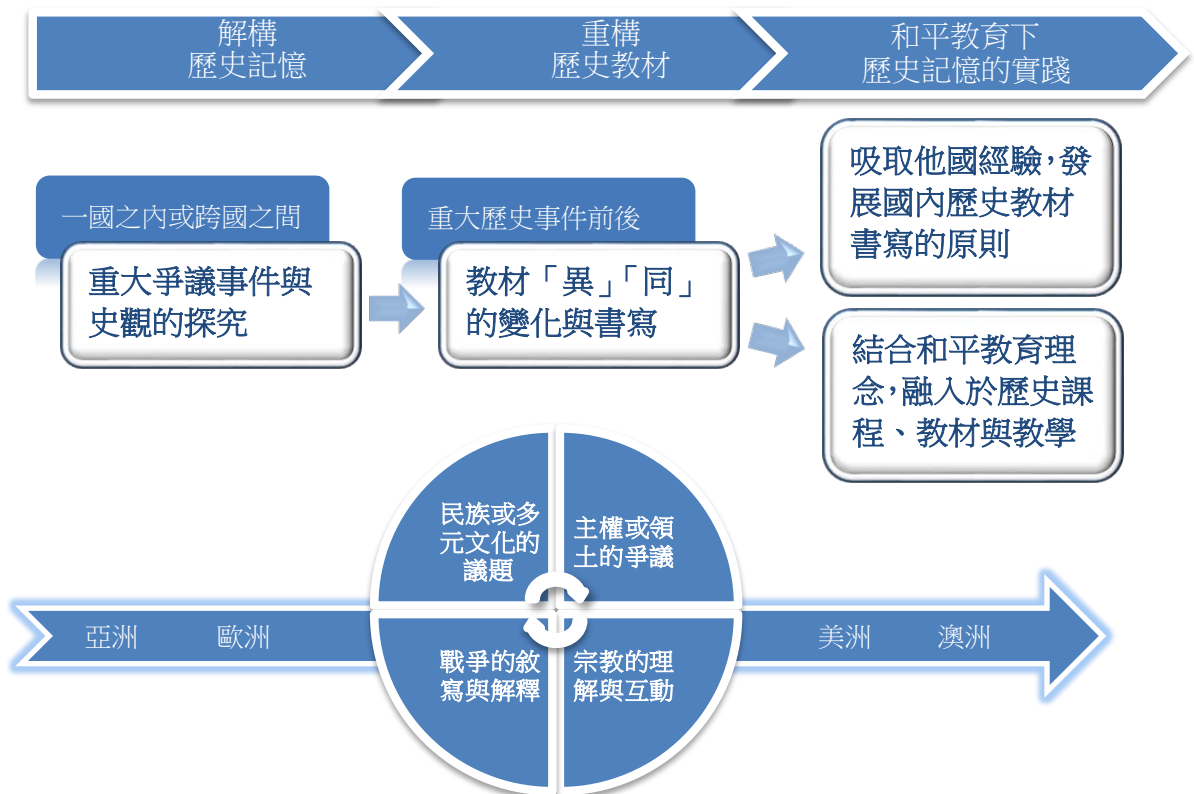 解構
歷史記憶
重構
歷史教材
和平教育下
歷史記憶的實踐
一國之內或跨國之間
重大爭議事件與
史觀的探究
重大歷史事件前後
教材「異」「同」
的變化與書寫
吸取他國經驗，發
展國內歷史教材
書寫的原則
結合和平教育理
念，融入於歷史課
程、教材與教學
民族或多
元文化的
議題
主權或領
土的爭議
戰爭的敘
寫與解釋
宗教的理
解與互動
亞洲 歐洲
美洲 澳洲